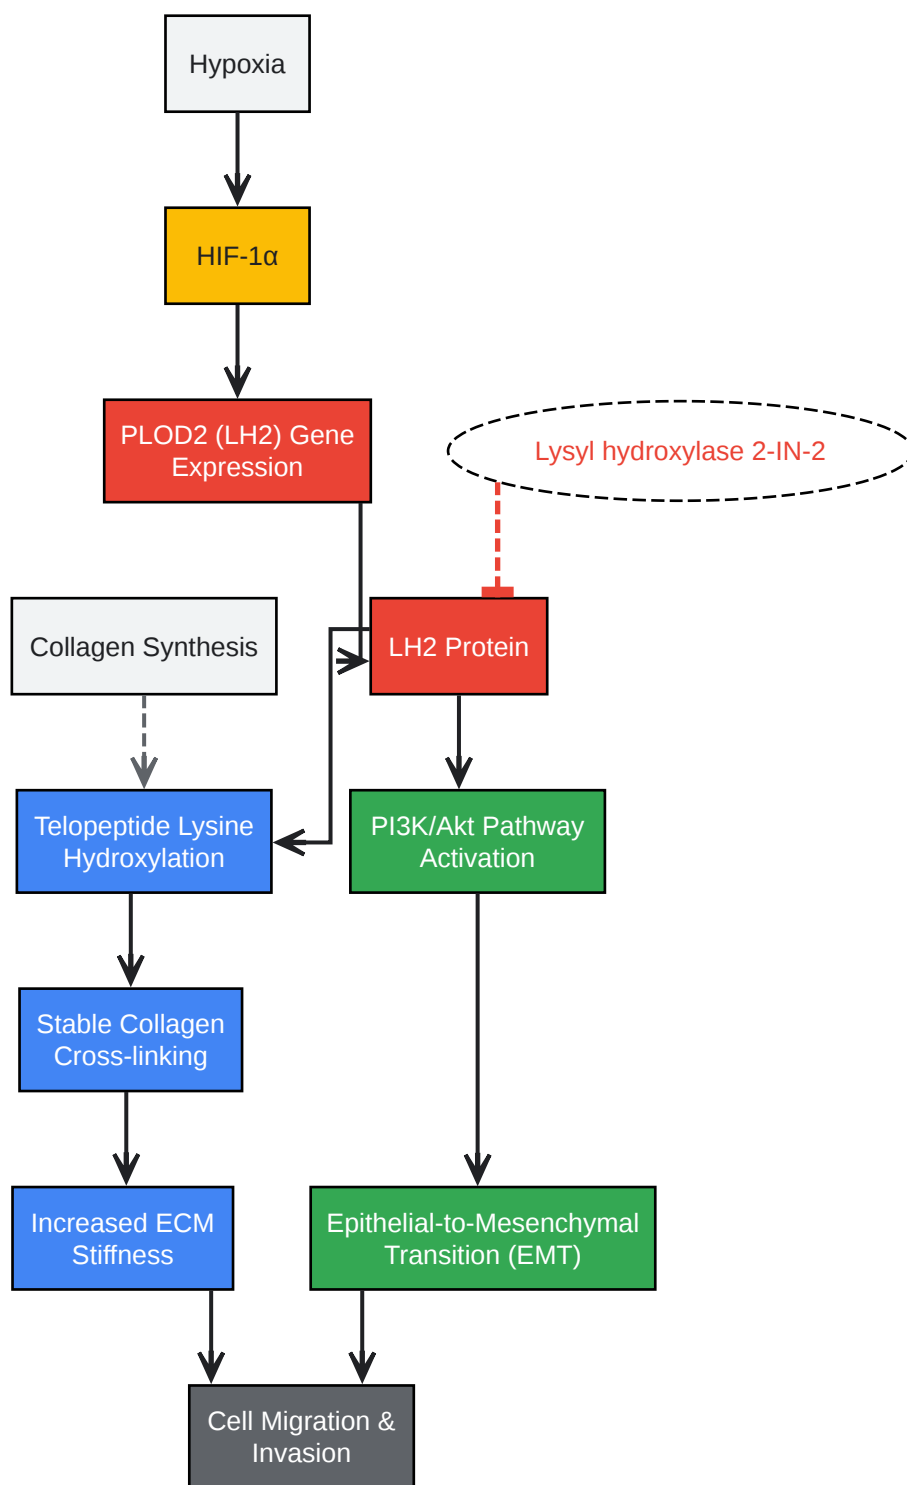 Hypoxia
HIF-1α
PLOD2 (LH2) Gene
Expression
Lysyl hydroxylase 2-IN-2
Collagen Synthesis
LH2 Protein
Telopeptide Lysine
Hydroxylation
PI3K/Akt Pathway
Activation
Stable Collagen
Cross-linking
Increased ECM
Stiffness
Epithelial-to-Mesenchymal
Transition (EMT)
Cell Migration &
Invasion